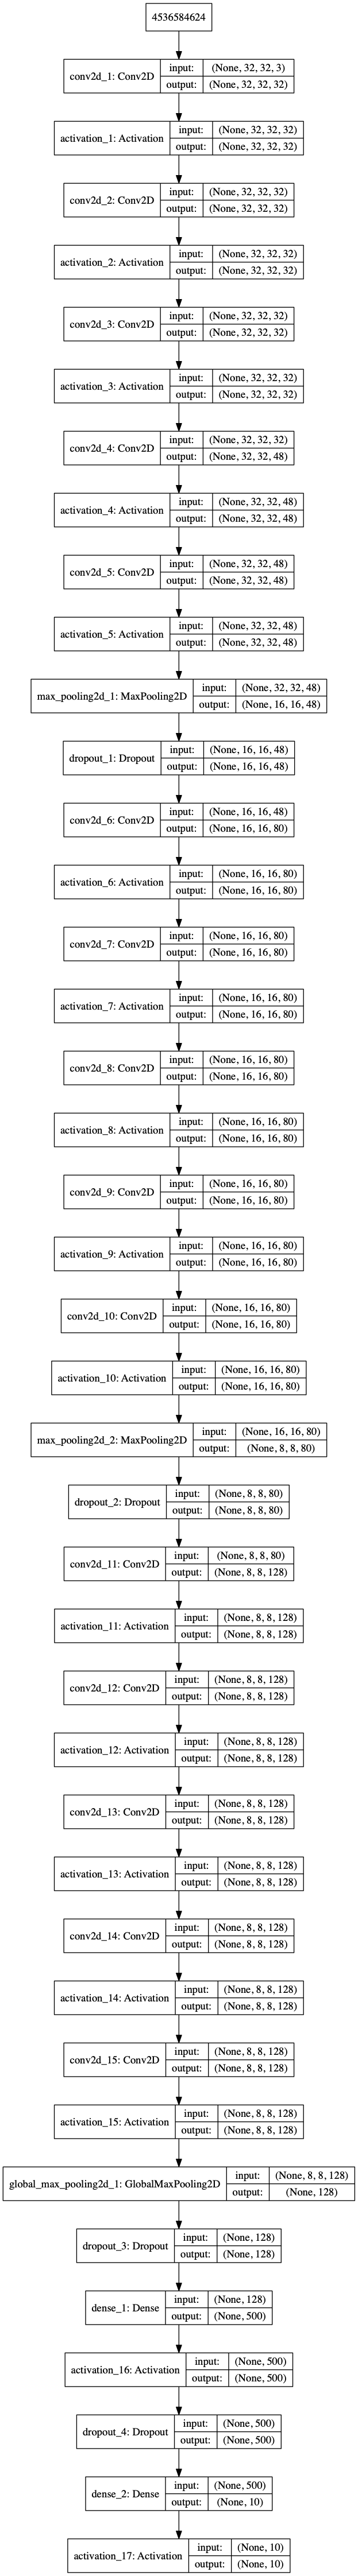 4536584624
conv2d_1: Conv2D input: (None, 32, 32, 3)
output: (None, 32, 32, 32)
activation_1: Activation input: (None, 32, 32, 32)
output: (None, 32, 32, 32)
conv2d_2: Conv2D input: (None, 32, 32, 32)
output: (None, 32, 32, 32)
activation_2: Activation input: (None, 32, 32, 32)
output: (None, 32, 32, 32)
conv2d_3: Conv2D input: (None, 32, 32, 32)
output: (None, 32, 32, 32)
activation_3: Activation input: (None, 32, 32, 32)
output: (None, 32, 32, 32)
conv2d_4: Conv2D input: (None, 32, 32, 32)
output: (None, 32, 32, 48)
activation_4: Activation input: (None, 32, 32, 48)
output: (None, 32, 32, 48)
conv2d_5: Conv2D input: (None, 32, 32, 48)
output: (None, 32, 32, 48)
activation_5: Activation input: (None, 32, 32, 48)
output: (None, 32, 32, 48)
max_pooling2d_1: MaxPooling2D input: (None, 32, 32, 48)
output: (None, 16, 16, 48)
dropout_1: Dropout input: (None, 16, 16, 48)
output: (None, 16, 16, 48)
conv2d_6: Conv2D input: (None, 16, 16, 48)
output: (None, 16, 16, 80)
activation_6: Activation input: (None, 16, 16, 80)
output: (None, 16, 16, 80)
conv2d_7: Conv2D input: (None, 16, 16, 80)
output: (None, 16, 16, 80)
activation_7: Activation input: (None, 16, 16, 80)
output: (None, 16, 16, 80)
conv2d_8: Conv2D input: (None, 16, 16, 80)
output: (None, 16, 16, 80)
activation_8: Activation input: (None, 16, 16, 80)
output: (None, 16, 16, 80)
conv2d_9: Conv2D input: (None, 16, 16, 80)
output: (None, 16, 16, 80)
activation_9: Activation input: (None, 16, 16, 80)
output: (None, 16, 16, 80)
conv2d_10: Conv2D input: (None, 16, 16, 80)
output: (None, 16, 16, 80)
activation_10: Activation input: (None, 16, 16, 80)
output: (None, 16, 16, 80)
max_pooling2d_2: MaxPooling2D input: (None, 16, 16, 80)
output: (None, 8, 8, 80)
dropout_2: Dropout input: (None, 8, 8, 80)
output: (None, 8, 8, 80)
conv2d_11: Conv2D input: (None, 8, 8, 80)
output: (None, 8, 8, 128)
activation_11: Activation input: (None, 8, 8, 128)
output: (None, 8, 8, 128)
conv2d_12: Conv2D input: (None, 8, 8, 128)
output: (None, 8, 8, 128)
activation_12: Activation input: (None, 8, 8, 128)
output: (None, 8, 8, 128)
conv2d_13: Conv2D input: (None, 8, 8, 128)
output: (None, 8, 8, 128)
activation_13: Activation input: (None, 8, 8, 128)
output: (None, 8, 8, 128)
conv2d_14: Conv2D input: (None, 8, 8, 128)
output: (None, 8, 8, 128)
activation_14: Activation input: (None, 8, 8, 128)
output: (None, 8, 8, 128)
conv2d_15: Conv2D input: (None, 8, 8, 128)
output: (None, 8, 8, 128)
activation_15: Activation input: (None, 8, 8, 128)
output: (None, 8, 8, 128)
global_max_pooling2d_1: GlobalMaxPooling2D input: (None, 8, 8, 128)
output: (None, 128)
dropout_3: Dropout input: (None, 128)
output: (None, 128)
dense_1: Dense input: (None, 128)
output: (None, 500)
activation_16: Activation input: (None, 500)
output: (None, 500)
dropout_4: Dropout input: (None, 500)
output: (None, 500)
dense_2: Dense input: (None, 500)
output: (None, 10)
activation_17: Activation input: (None, 10)
output: (None, 10)